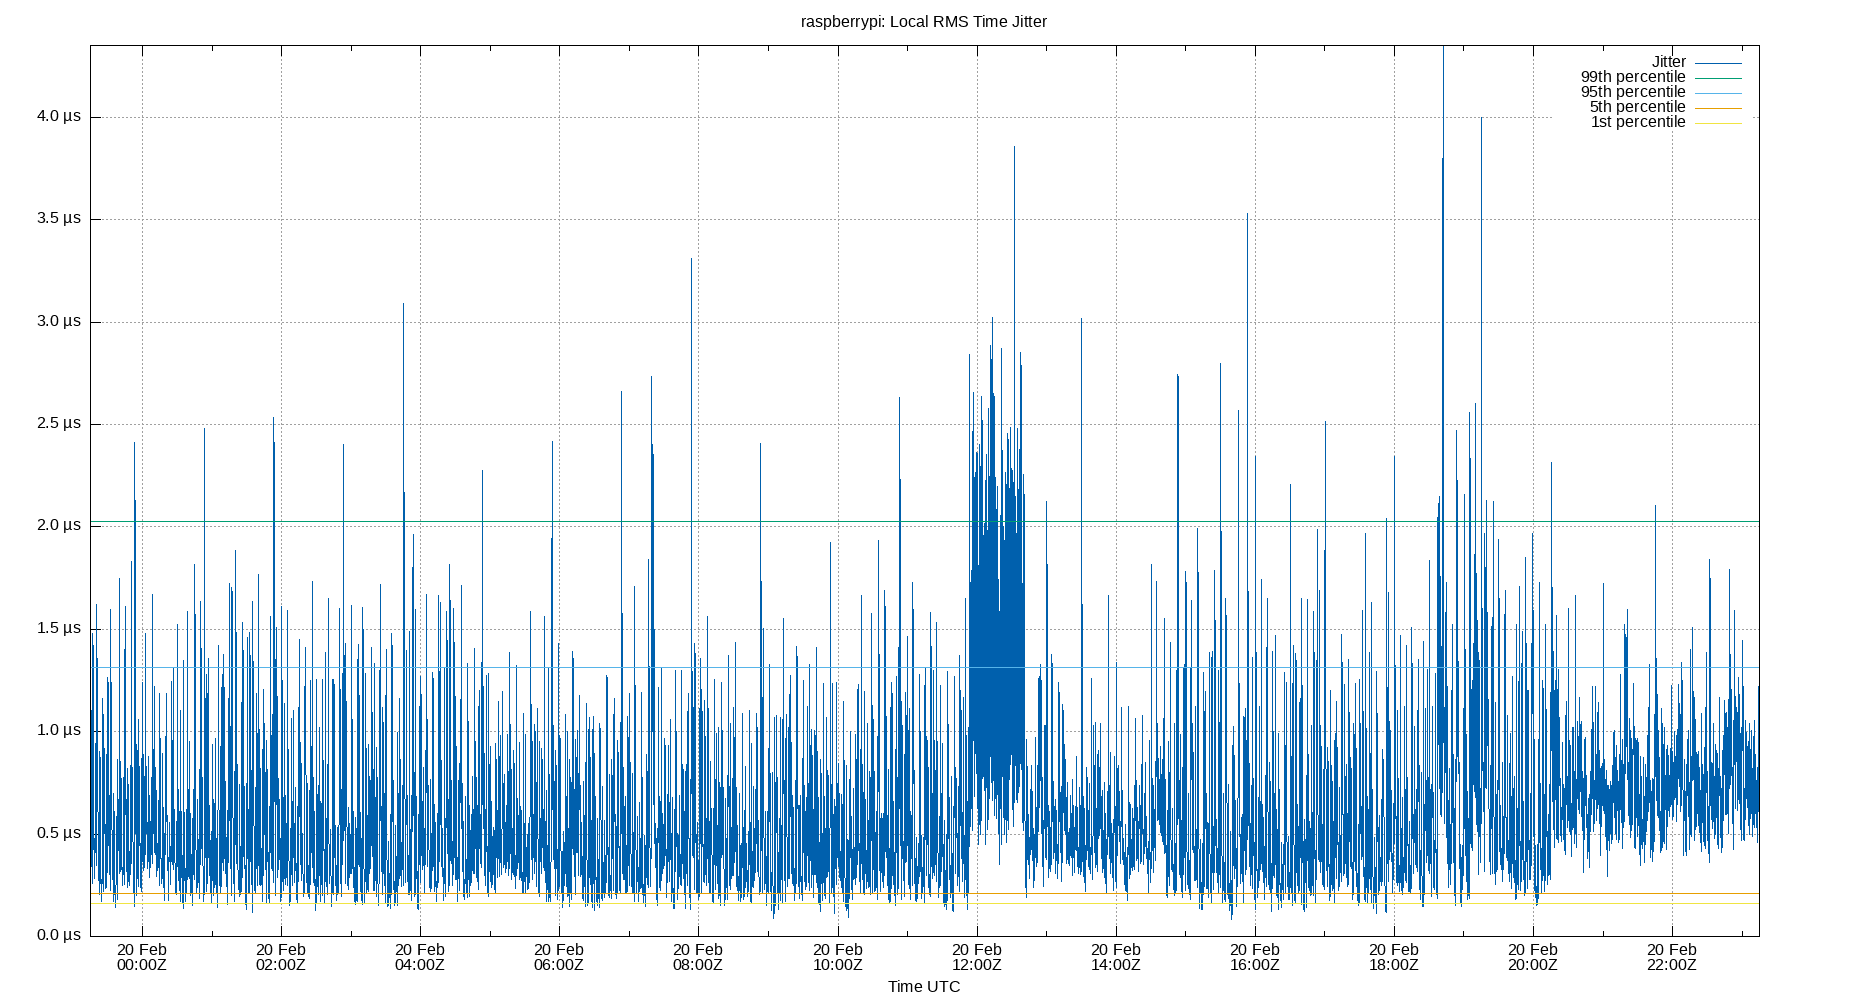 raspberrypi: Local RMS Time Jitter
Jitter
99th percentile
95th percentile
5th percentile
1st percentile
4.0 µs
3.5 µs
3.0 µs
2.5 µs
2.0 µs
1.5 µs
1.0 µs
0.5 µs
0.0 µs
20 Feb 20 Feb 20 Feb 20 Feb 20 Feb 20 Feb 20 Feb 20 Feb 20 Feb 20 Feb 20 Feb 20 Feb
00:00Z 02:00Z 04:00Z 06:00Z 08:00Z 10:00Z 12:00Z 14:00Z 16:00Z 18:00Z 20:00Z 22:00Z
Time UTC